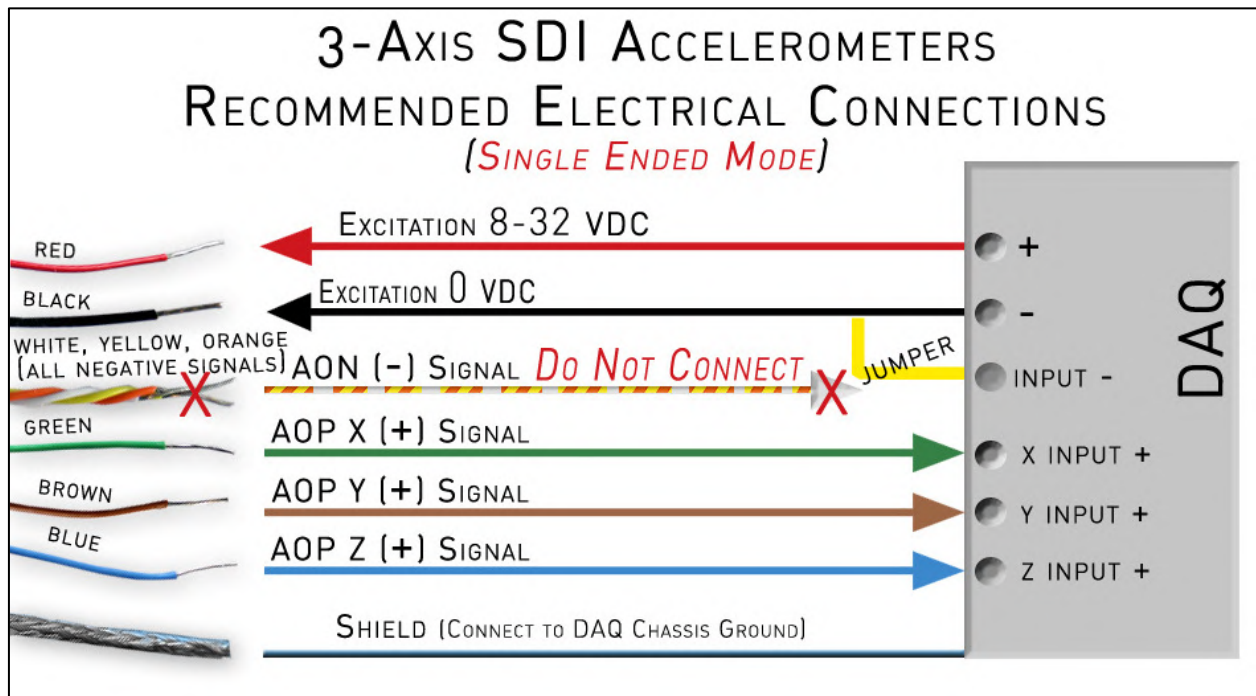 3-Axis SDI Accelerometers
Recommended Electrical Connections
(Single Ended Mode)
RED
Excitation 8-32 VDC
+
BLACK
Excitation 0 VDC
-
WHITE, YELLOW, ORANGE
(ALL NEGATIVE SIGNALS)
X
AON (-) Signal Do Not Connect
X
JUMPER
INPUT -
DAQ
GREEN
AOP X (+) Signal
X INPUT +
BROWN
AOP Y (+) Signal
Y INPUT +
BLUE
AOP Z (+) Signal
Z INPUT +
Shield (Connect to DAQ Chassis Ground)